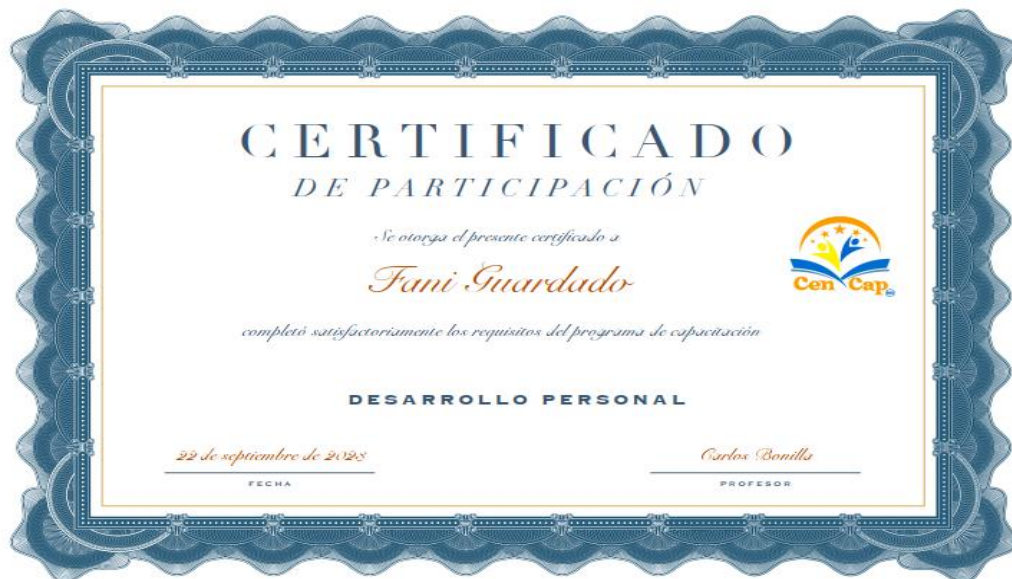 CERTIFICADO
DE PARTICIPACIÓN
Se otorga el presente certificado a
Fani Guardado
Cen Cap
completó satisfactoriamente los requisitos del programa de capacitación
DESARROLLO PERSONAL
22 de septiembre de 2023
Carlos Bonilla
FECHA
PROFESOR